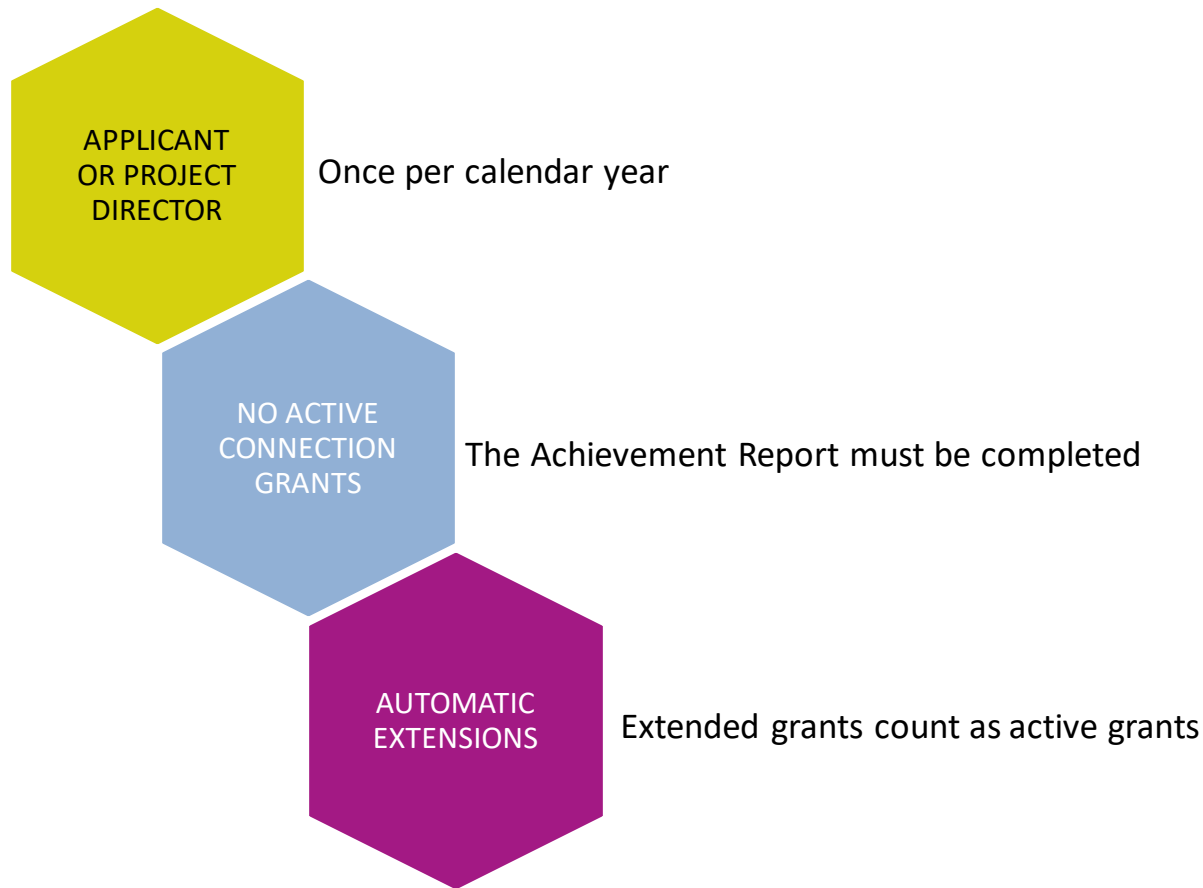 APPLICANT
OR PROJECT
DIRECTOR
Once per calendar year
NO ACTIVE
CONNECTION
GRANTS
The Achievement Report must be completed
AUTOMATIC
EXTENSIONS
Extended grants count as active grants